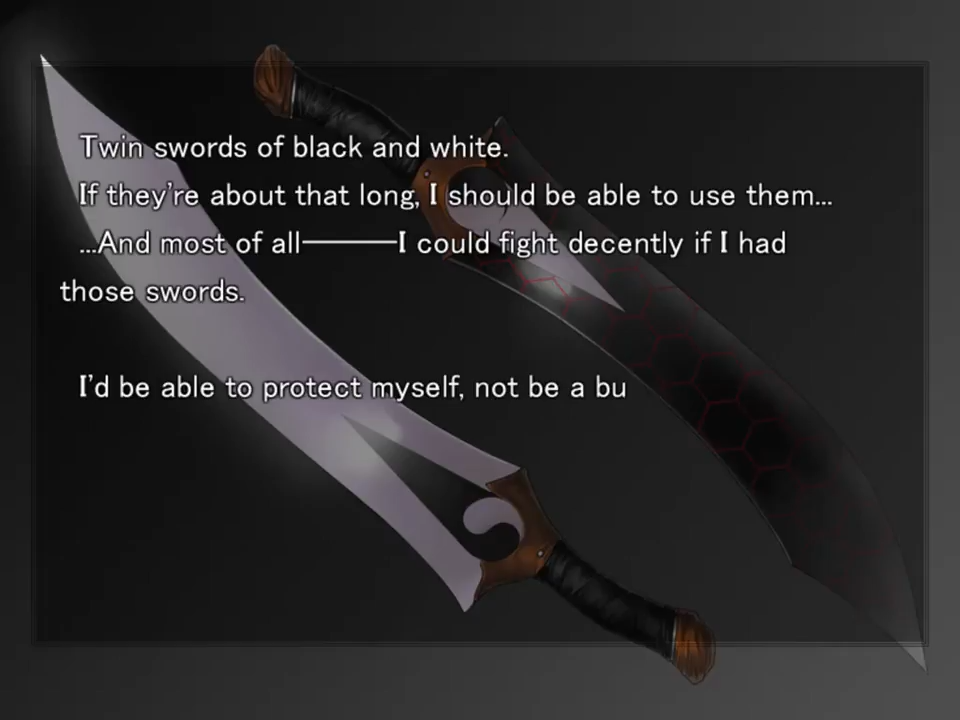 Twin swords of black and white.
If they're about that long, I should be able to use them...
...And most of all────I could fight decently if I had
those swords.
I'd be able to protect myself, not be a bu